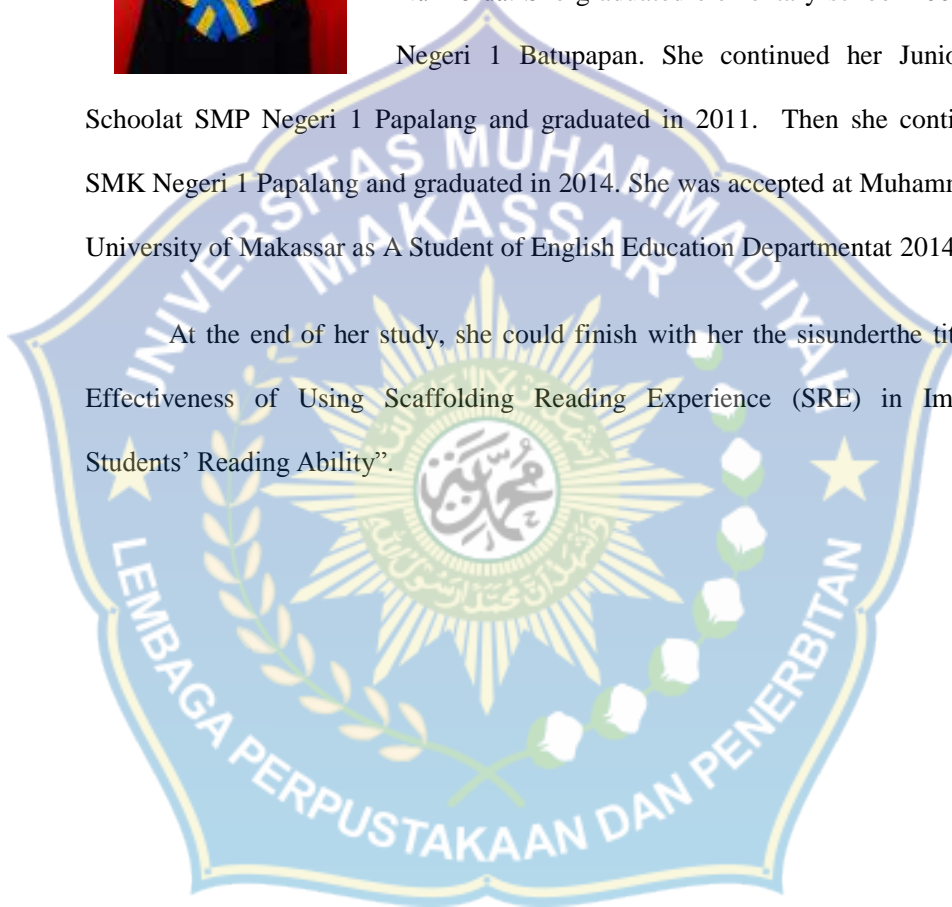 Negeri 1 Batupapan. She continued her Junio
Schoolat SMP Negeri 1 Papalang and graduated in 2011. Then she conti
SMK Negeri 1 Papalang and graduated in 2014. She was accepted at Muhamm
University of Makassar as A Student of English Education Departmentat 2014
At the end of her study, she could finish with her the sisunderthe tit
Effectiveness of Using Scaffolding Reading Experience (SRE) in Im
Students’ Reading Ability”.
UNIVERSITAS MUHAMMADIYAH
MAKASSAR
LEMBAGA PERPUSTAKAAN DAN PENERBITAN